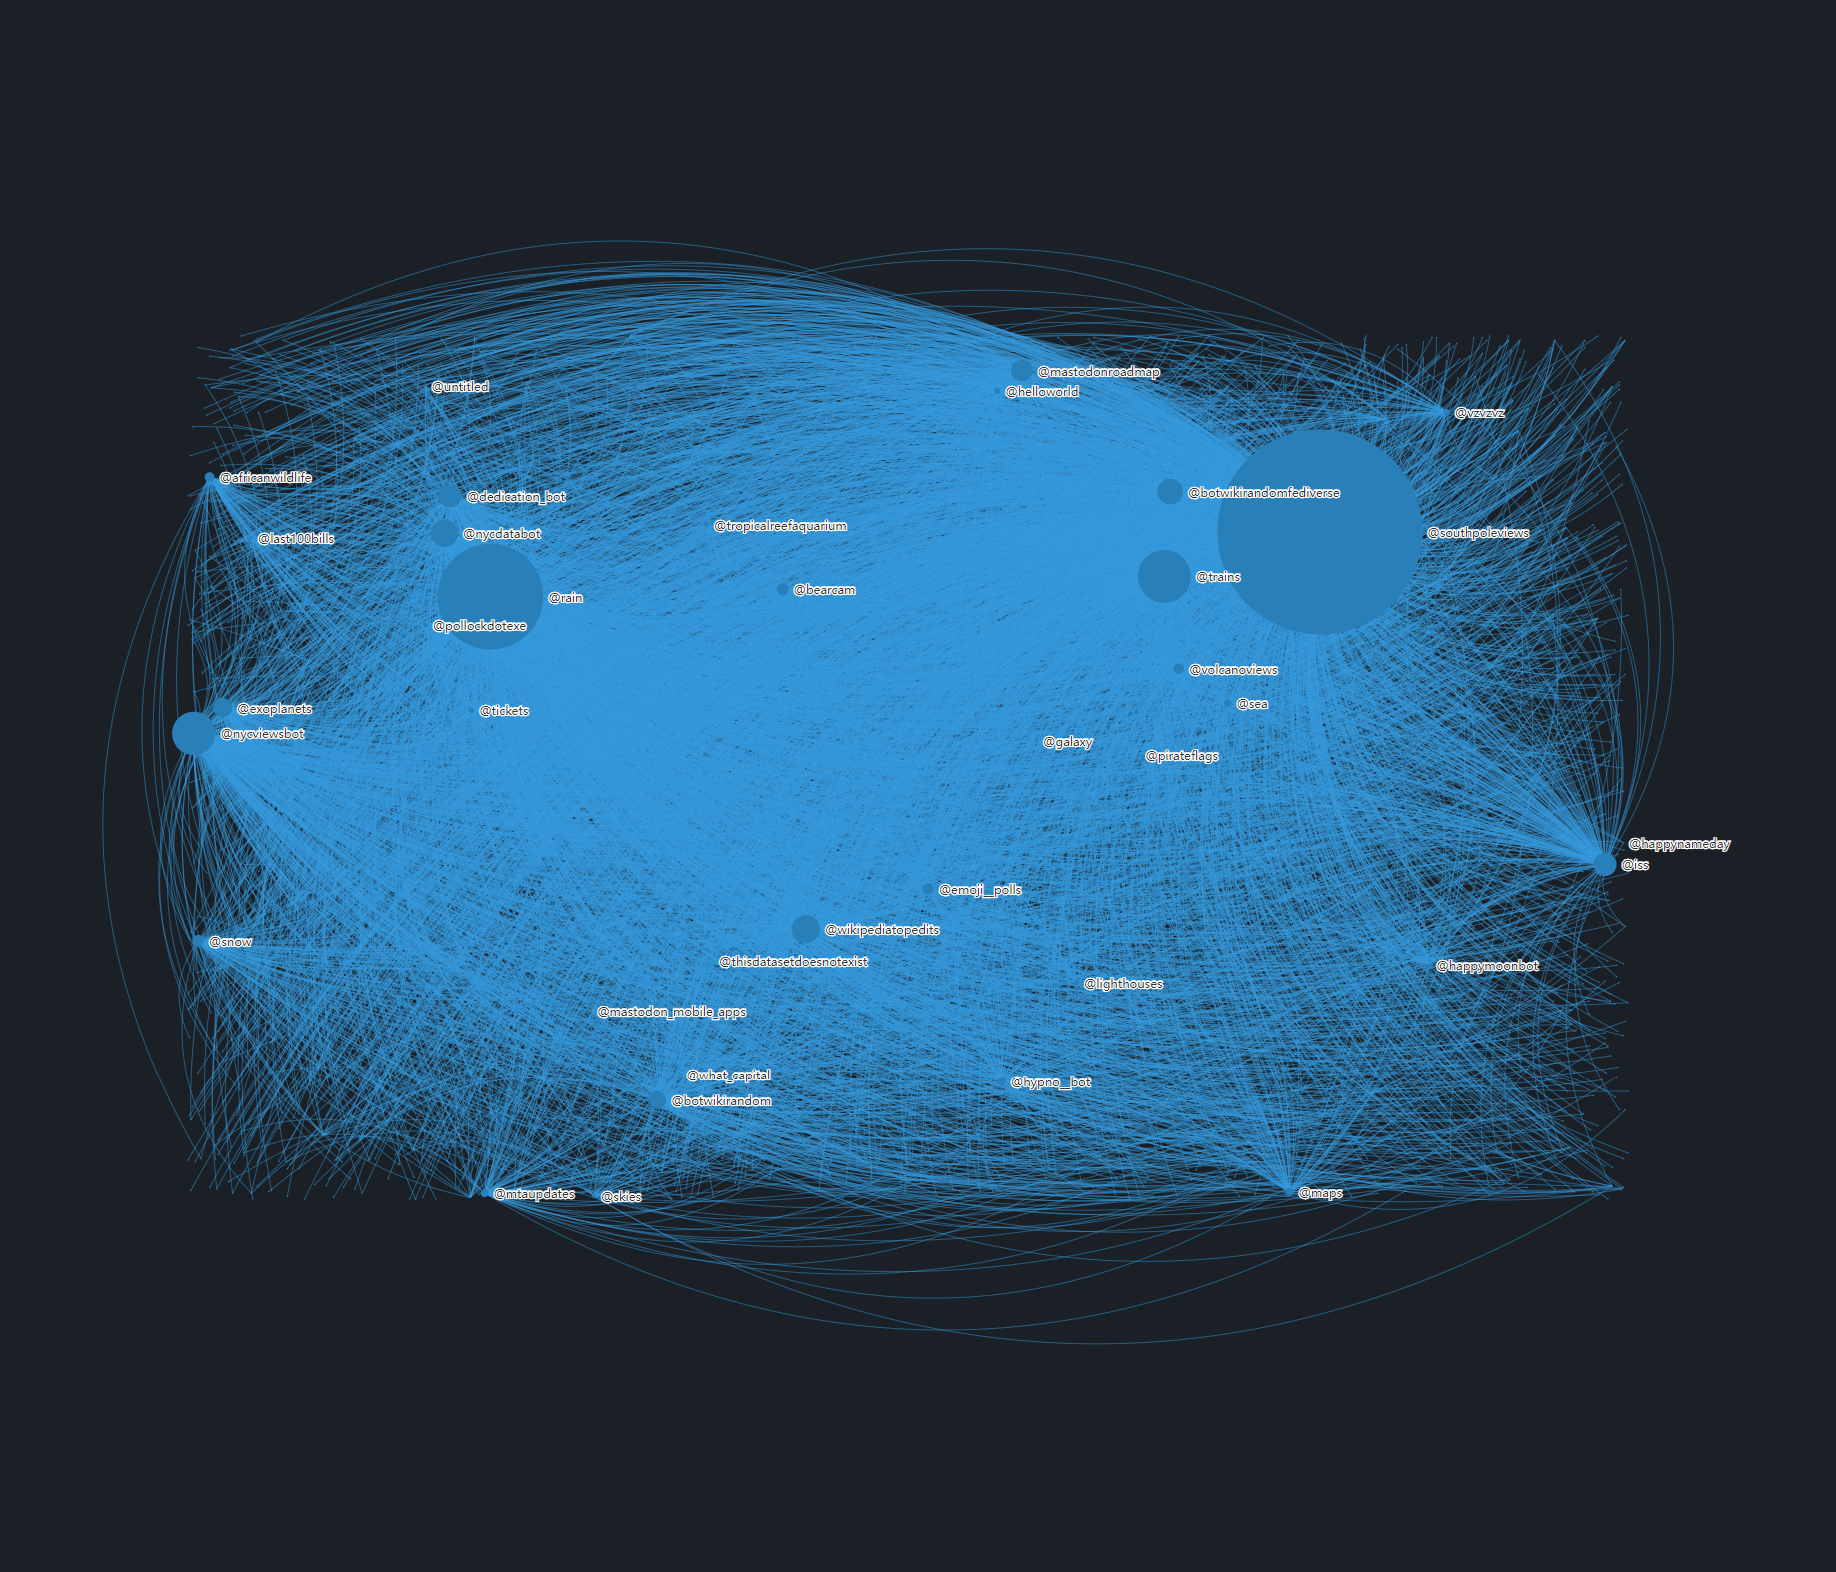 @mastodonroadmap
@untitled
@helloworld
@vzvzvz
@africanwildlife
@botwikirandomfediverse
@dedication_bot
@tropicalreefaquarium
@southpoleviews
@nycdatabot
@last100bills
@trains
@bearcam
@rain
@pollockdotexe
@volcanoviews
@sea
@exoplanets
@tickets
@nycviewsbot
@galaxy
@pirateflags
@happynameday
@iss
@emoji__polls
@wikipediatopedits
@snow
@thisdatasetdoesnotexist
@happymoonbot
@lighthouses
@mastodon_mobile_apps
@what_capital
@hypno__bot
@botwikirandom
@mtaupdates
@skies
@maps